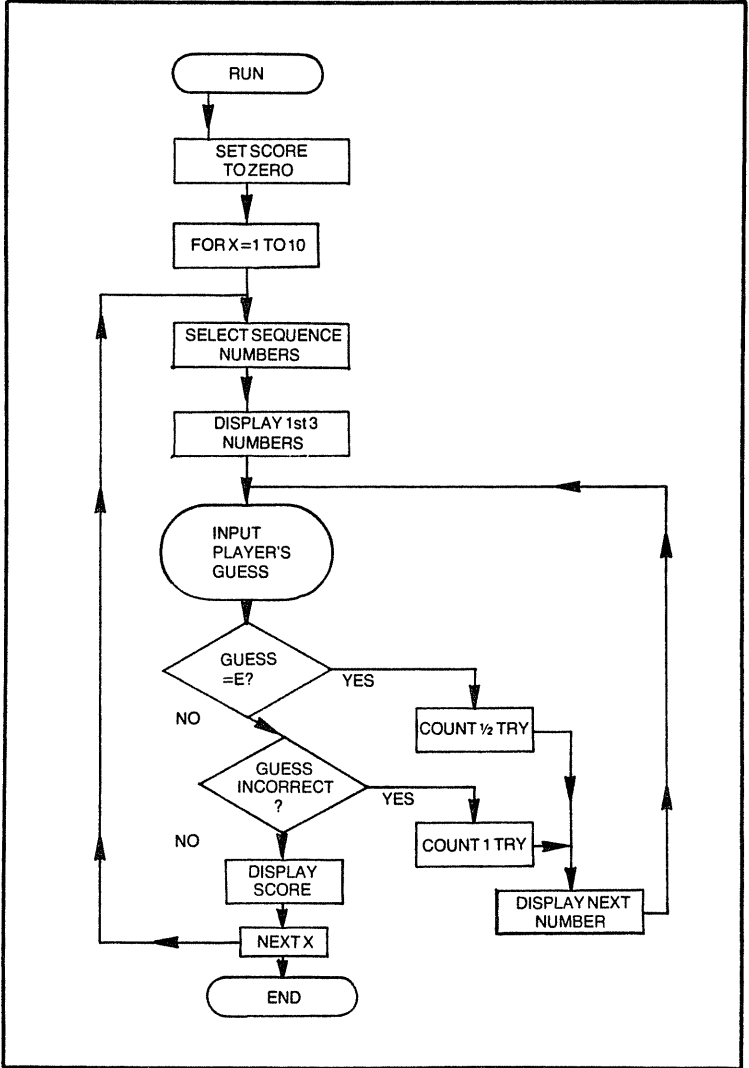 RUN
SET SCORE
TO ZERO
FOR X=1 TO 10
SELECT SEQUENCE
NUMBERS
DISPLAY 1st 3
NUMBERS
INPUT
PLAYER'S
GUESS
GUESS
=E?
YES
NO
COUNT ½ TRY
GUESS
INCORRECT
?
YES
NO
COUNT 1 TRY
DISPLAY
SCORE
DISPLAY NEXT
NUMBER
NEXT X
END